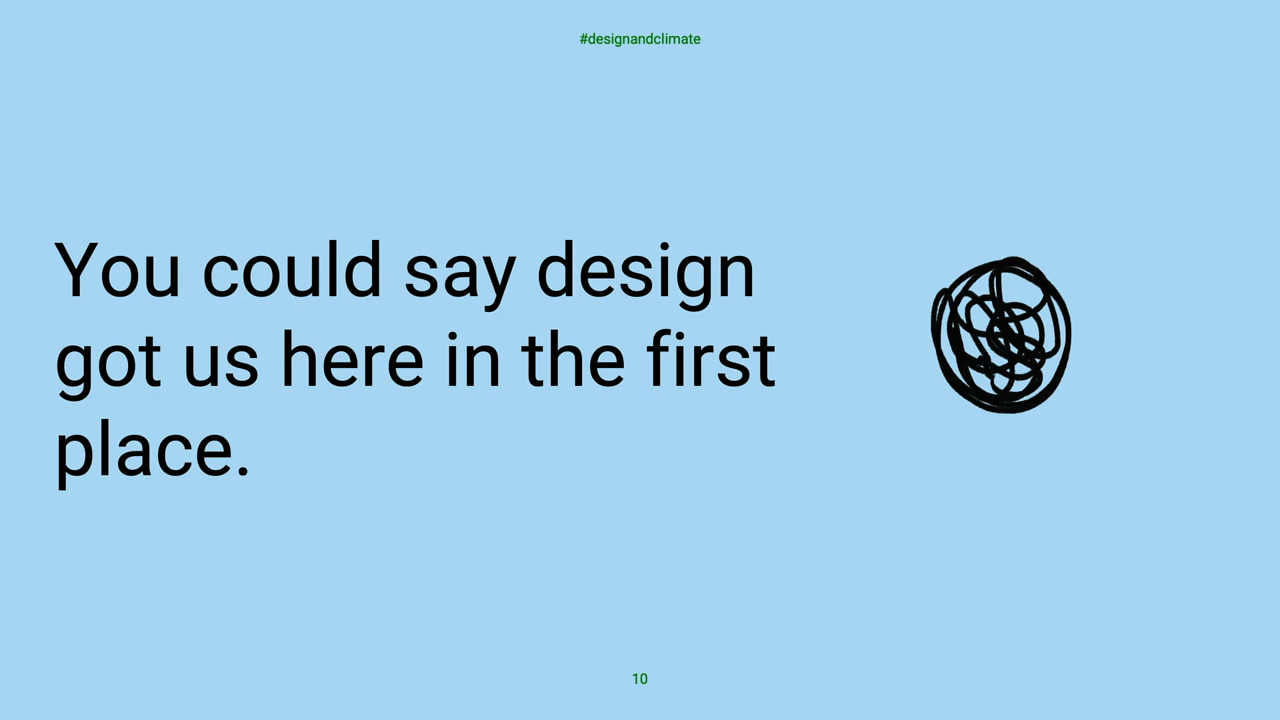 #designandclimate
You could say design
got us here in the first
place.
10